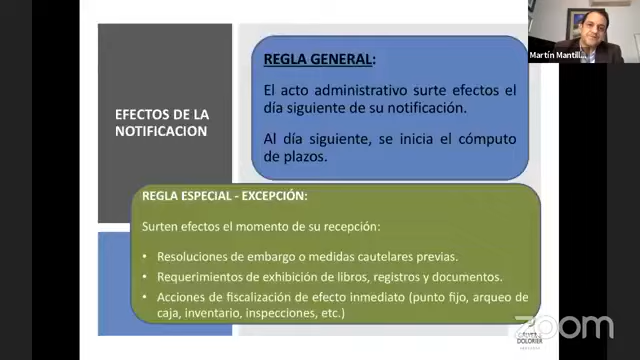 Martín Mantill
EFECTOS DE LA
NOTIFICACION
REGLA GENERAL:
El acto administrativo surte efectos el
día siguiente de su notificación.
Al día siguiente, se inicia el cómputo
de plazos.
REGLA ESPECIAL - EXCEPCIÓN:
Surten efectos el momento de su recepción:
• Resoluciones de embargo o medidas cautelares previas.
• Requerimientos de exhibición de libros, registros y documentos.
• Acciones de fiscalización de efecto inmediato (punto fijo, arqueo de
caja, inventario, inspecciones, etc.)
zoom
DOLORIER